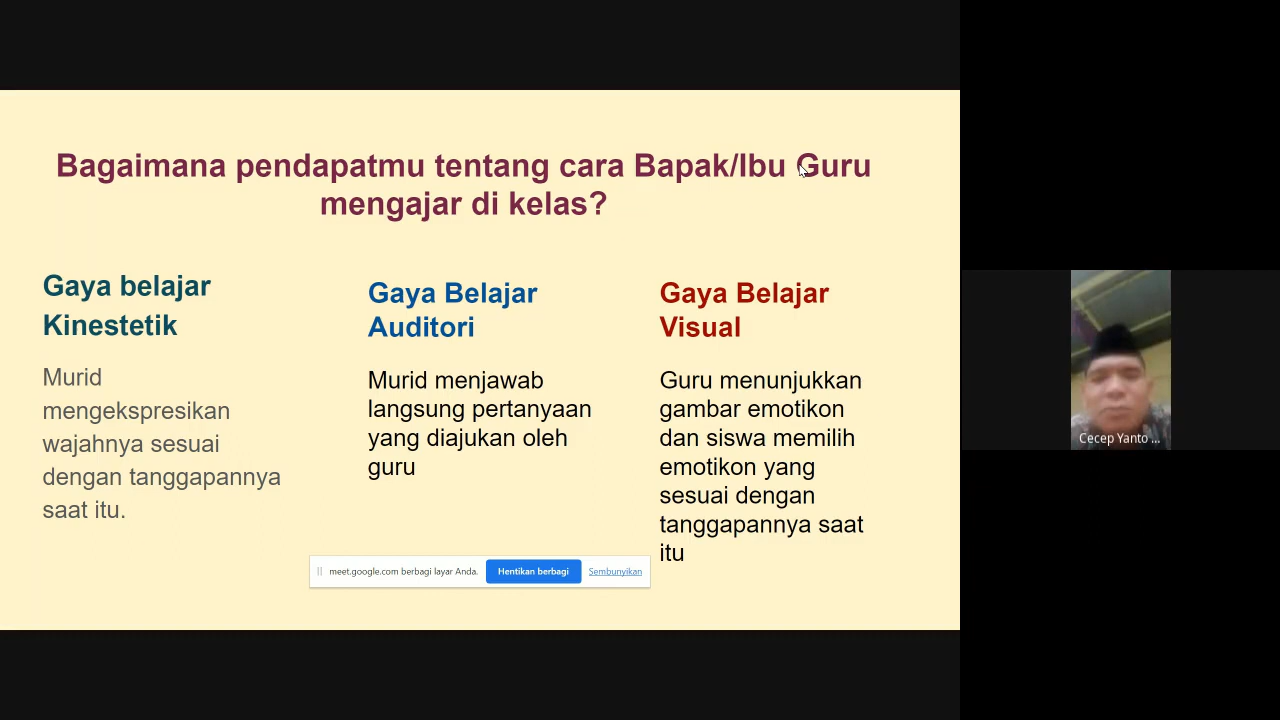 Bagaimana pendapatmu tentang cara Bapak/Ibu Guru
mengajar di kelas?
Gaya belajar
Kinestetik
Murid
mengekspresikan
wajahnya sesuai
dengan tanggapannya
saat itu.
Gaya Belajar
Auditori
Murid menjawab
langsung pertanyaan
yang diajukan oleh
guru
Gaya Belajar
Visual
Guru menunjukkan
gambar emotikon
dan siswa memilih
emotikon yang
sesuai dengan
tanggapannya saat
itu
meet.google.com berbagi layar Anda. Hentikan berbagi Sembunyikan
Cecep Yanto ...